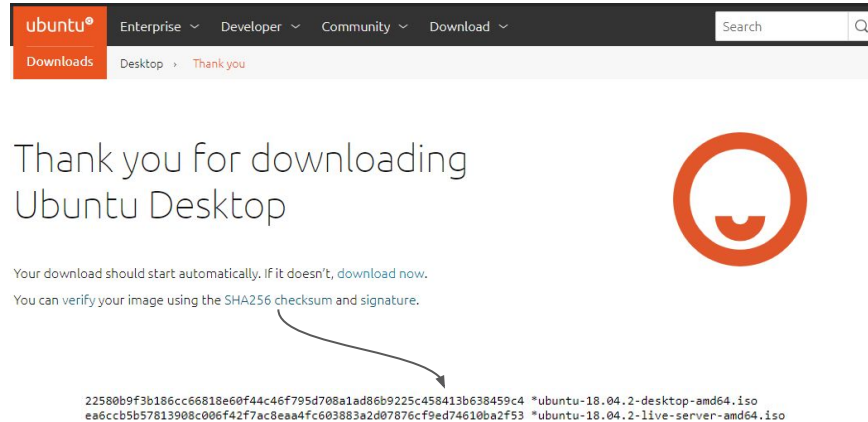 ubuntu® Enterprise Developer Community Download Search
Downloads Desktop › Thank you
Thank you for downloading
Ubuntu Desktop
Your download should start automatically. If it doesn't, download now.
You can verify your image using the SHA256 checksum and signature.
22580b9f3b186cc66818e60f44c46f795d708a1ad86b9225c458413b638459c4 *ubuntu-18.04.2-desktop-amd64.iso
ea6ccb5b57813908c006f42f7ac8eaa4fc603883a2d07876cf9ed74610ba2f53 *ubuntu-18.04.2-live-server-amd64.iso